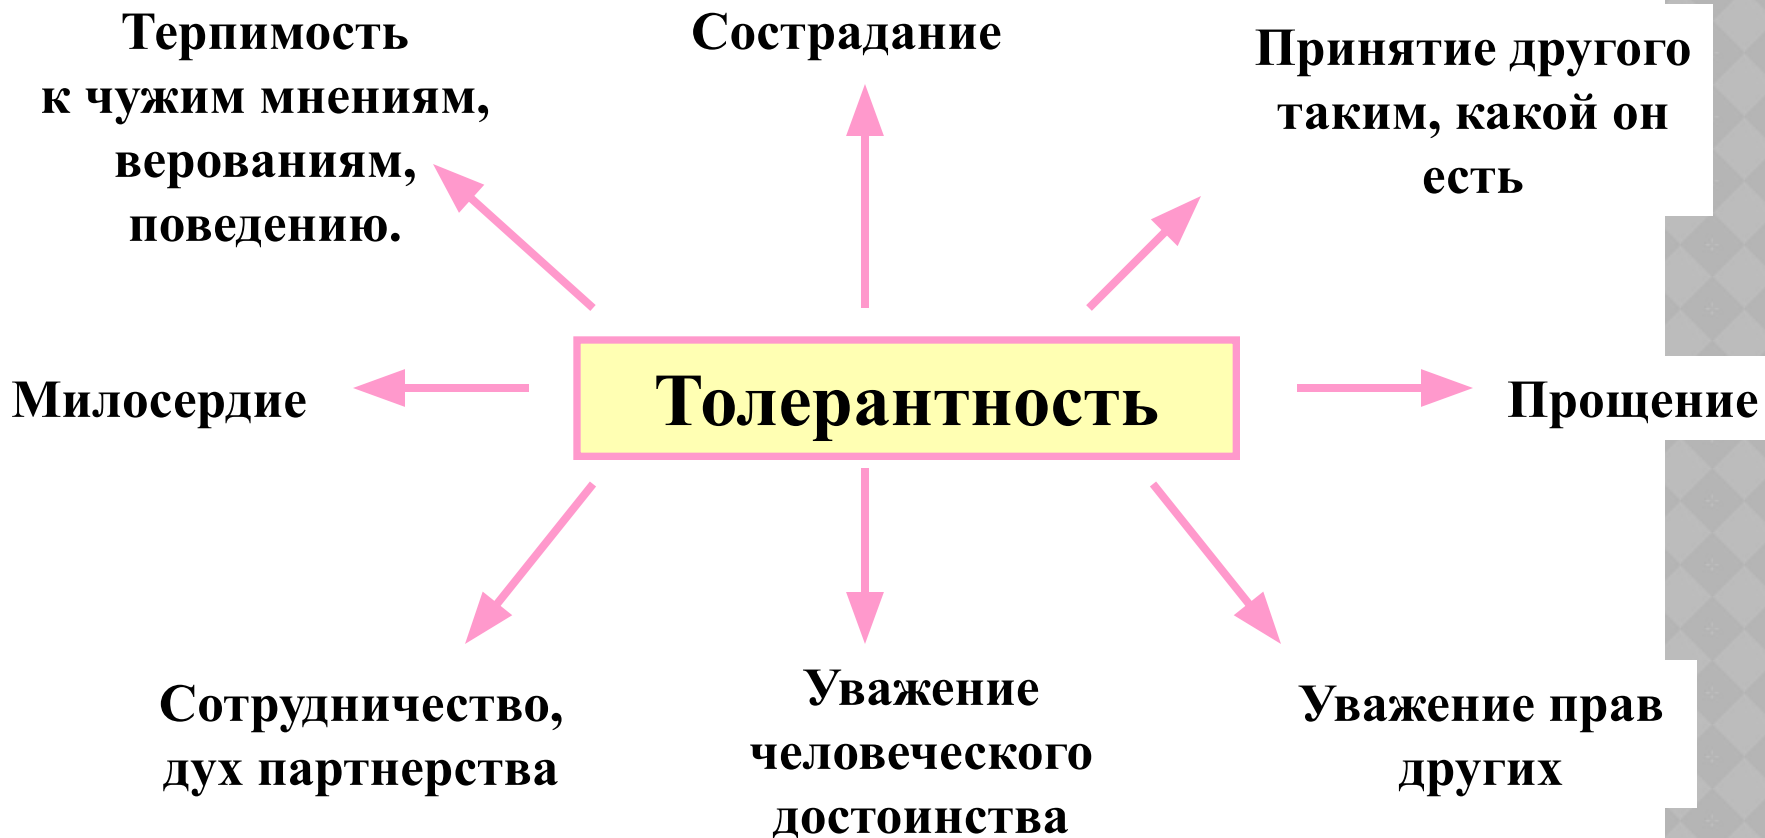 Терпимость
к чужим мнениям,
верованиям,
поведению.
Сострадание
Принятие другого
таким, какой он
есть
Милосердие
Толерантность
Прощение
Сотрудничество,
дух партнерства
Уважение
человеческого
достоинства
Уважение прав
других